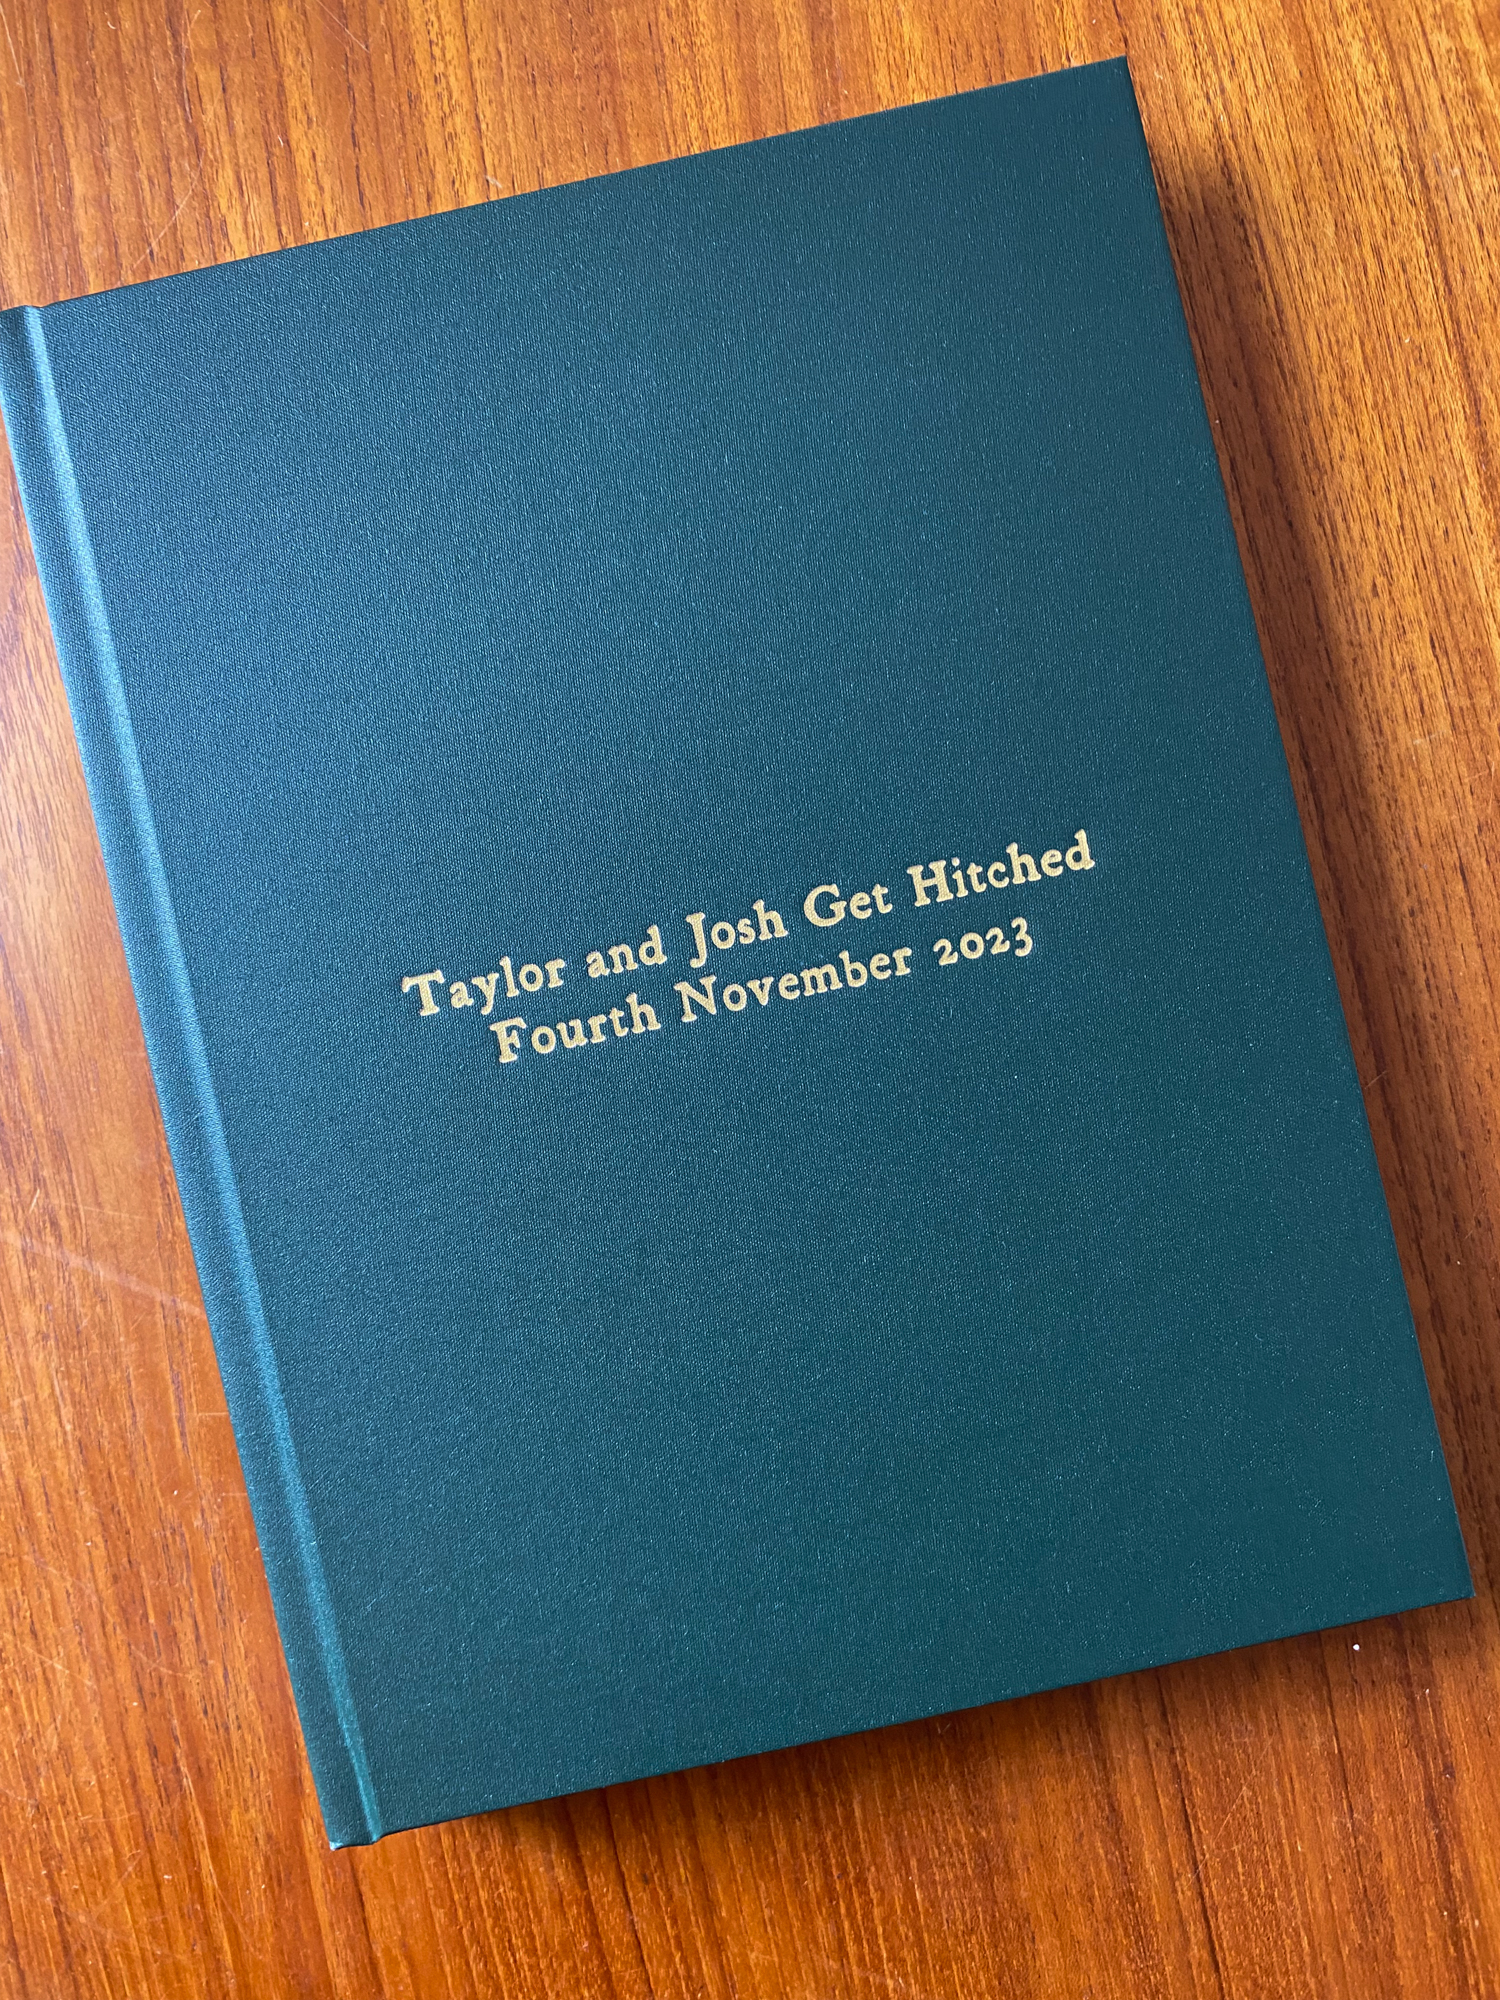 Taylor and Josh Get Hitched
Fourth November 2023